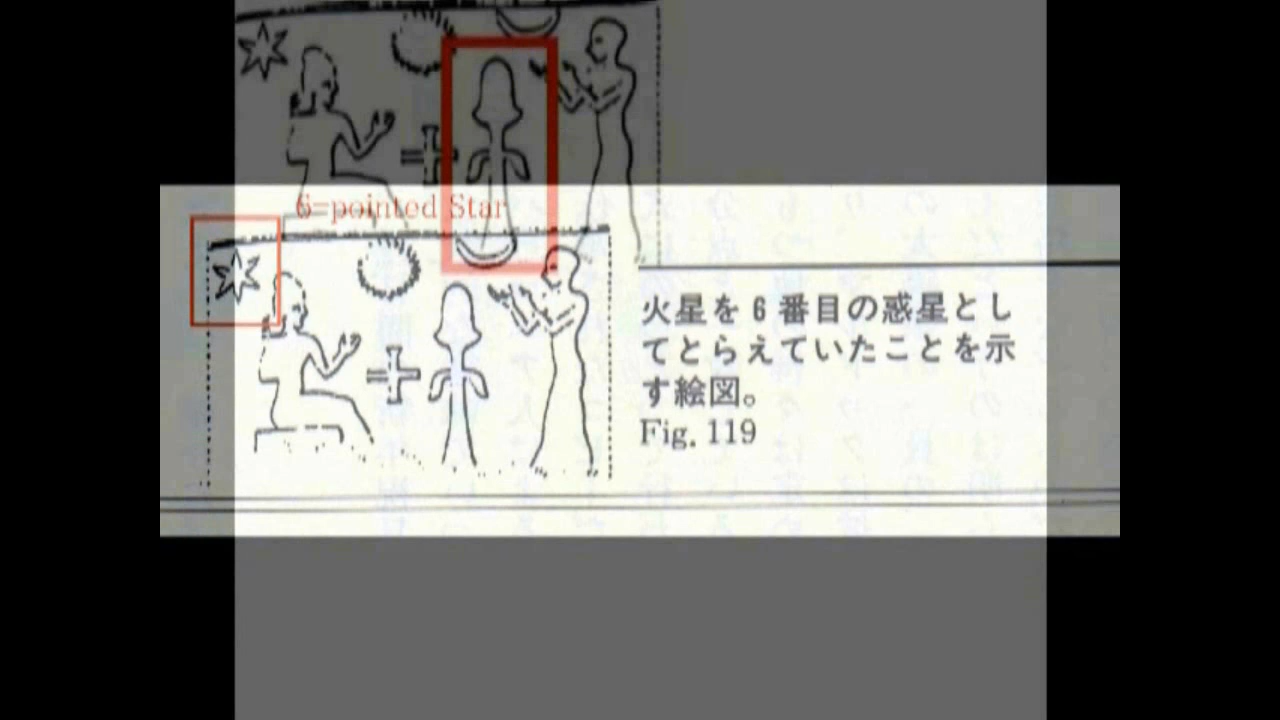 6=pointed Star
火星を6番目の惑星とし
てとらえていたことを示
す絵図。
Fig. 119